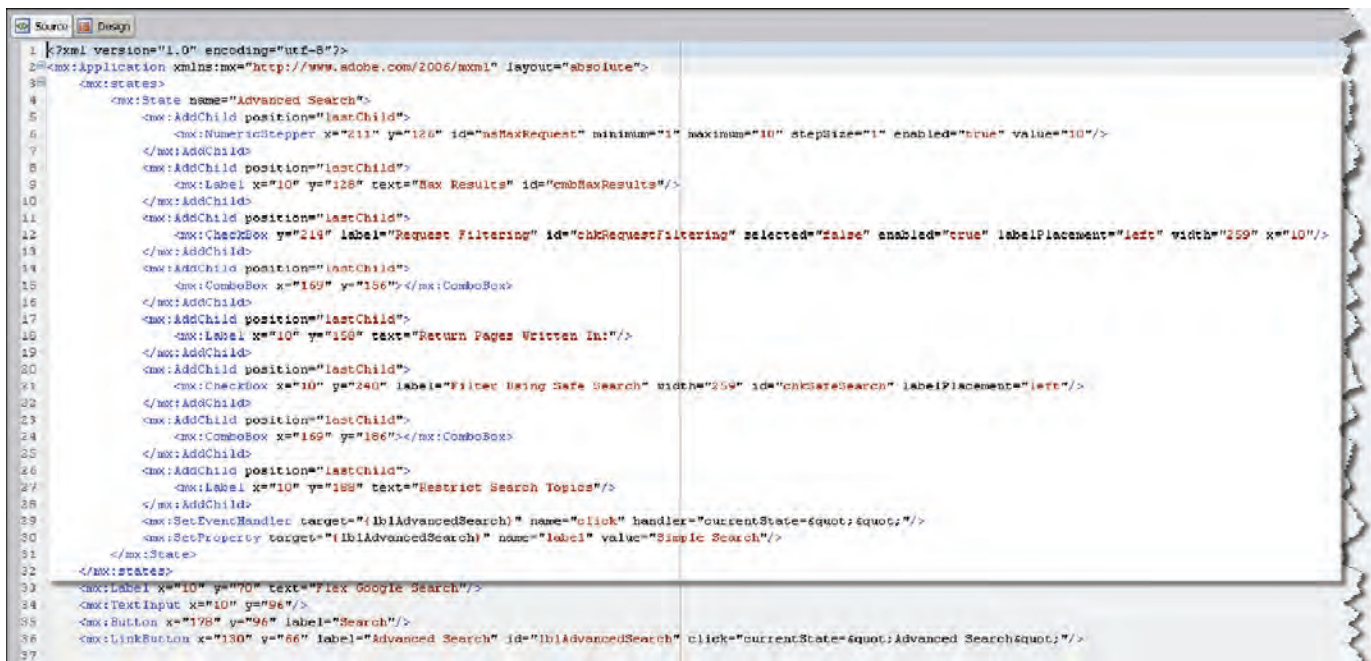 Source Design
1 <?xml version="1.0" encoding="utf-8"?>
2 <mx:Application xmlns:mx="http://www.adobe.com/2006/mxml" layout="absolute">
3 <mx:states>
4 <mx:State name="Advanced Search">
5 <mx:AddChild position="lastChild">
6 <mx:NumericStepper x="211" y="126" id="nsMaxRequest" minimum="1" maximum="10" stepSize="1" enabled="true" value="10"/>
7 </mx:AddChild>
8 <mx:AddChild position="lastChild">
9 <mx:Label x="10" y="128" text="Max Results" id="cmbMaxResults"/>
10 </mx:AddChild>
11 <mx:AddChild position="lastChild">
12 <mx:CheckBox y="214" label="Request Filtering" id="chkRequestFiltering" selected="false" enabled="true" labelPlacement="left" width="259" x="10"/>
13 </mx:AddChild>
14 <mx:AddChild position="lastChild">
15 <mx:ComboBox x="169" y="156"></mx:ComboBox>
16 </mx:AddChild>
17 <mx:AddChild position="lastChild">
18 <mx:Label x="10" y="158" text="Return Pages Written In:"/>
19 </mx:AddChild>
20 <mx:AddChild position="lastChild">
21 <mx:CheckBox x="10" y="240" label="Filter Using Safe Search" width="259" id="chkSafeSearch" labelPlacement="left"/>
22 </mx:AddChild>
23 <mx:AddChild position="lastChild">
24 <mx:ComboBox x="169" y="186"></mx:ComboBox>
25 </mx:AddChild>
26 <mx:AddChild position="lastChild">
27 <mx:Label x="10" y="188" text="Restrict Search Topics"/>
28 </mx:AddChild>
29 <mx:SetEventHandler target="{lblAdvancedSearch}" name="click" handler="currentState=&quot;&quot;"/>
30 <mx:SetProperty target="{lblAdvancedSearch}" name="label" value="Simple Search"/>
31 </mx:State>
32 </mx:states>
33 <mx:Label x="10" y="70" text="Flex Google Search"/>
34 <mx:TextInput x="10" y="96"/>
35 <mx:Button x="178" y="96" label="Search"/>
36 <mx:LinkButton x="130" y="66" label="Advanced Search" id="lblAdvancedSearch" click="currentState=&quot;Advanced Search&quot;"/>
37